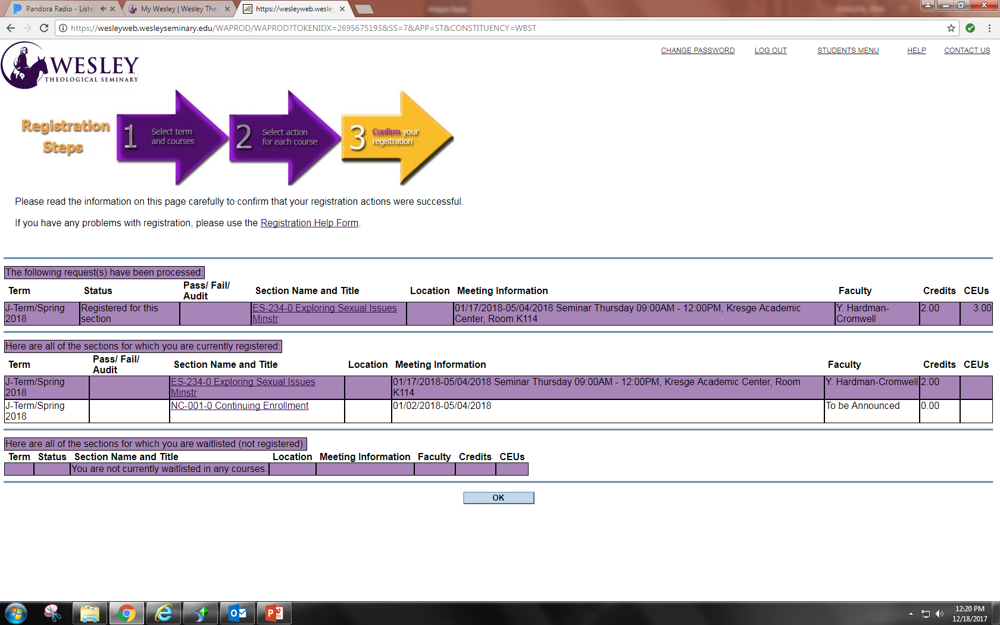 Pandora Radio - Listen
My Wesley | Wesley Theo
https://wesleyweb.wesley
https://wesleyweb.wesleyseminary.edu/WAPROD/WAPROD?TOKENIDX=2695675193&SS=7&APP=ST&CONSTITUENCY=WBST
WESLEY
THEOLOGICAL SEMINARY
CHANGE PASSWORD LOG OUT STUDENTS MENU HELP CONTACT US
Registration
Steps
1 Select term
and courses
2 Select action
for each course
3 Confirm your
registration
Please read the information on this page carefully to confirm that your registration actions were successful.
If you have any problems with registration, please use the Registration Help Form.
The following request(s) have been processed:
Term Status Pass/ Fail/ Audit Section Name and Title Location Meeting Information Faculty Credits CEUs
J-Term/Spring 2018 Registered for this section ES-234-0 Exploring Sexual Issues Minstr 01/17/2018-05/04/2018 Seminar Thursday 09:00AM - 12:00PM, Kresge Academic Center, Room K114 Y. Hardman-Cromwell 2.00 3.00
Here are all of the sections for which you are currently registered:
Term Pass/ Fail/ Audit Section Name and Title Location Meeting Information Faculty Credits CEUs
J-Term/Spring 2018 ES-234-0 Exploring Sexual Issues Minstr 01/17/2018-05/04/2018 Seminar Thursday 09:00AM - 12:00PM, Kresge Academic Center, Room K114 Y. Hardman-Cromwell 2.00
J-Term/Spring 2018 NC-001-0 Continuing Enrollment 01/02/2018-05/04/2018 To be Announced 0.00
Here are all of the sections for which you are waitlisted (not registered):
Term Status Section Name and Title Location Meeting Information Faculty Credits CEUs
You are not currently waitlisted in any courses.
OK
12:20 PM
12/18/2017